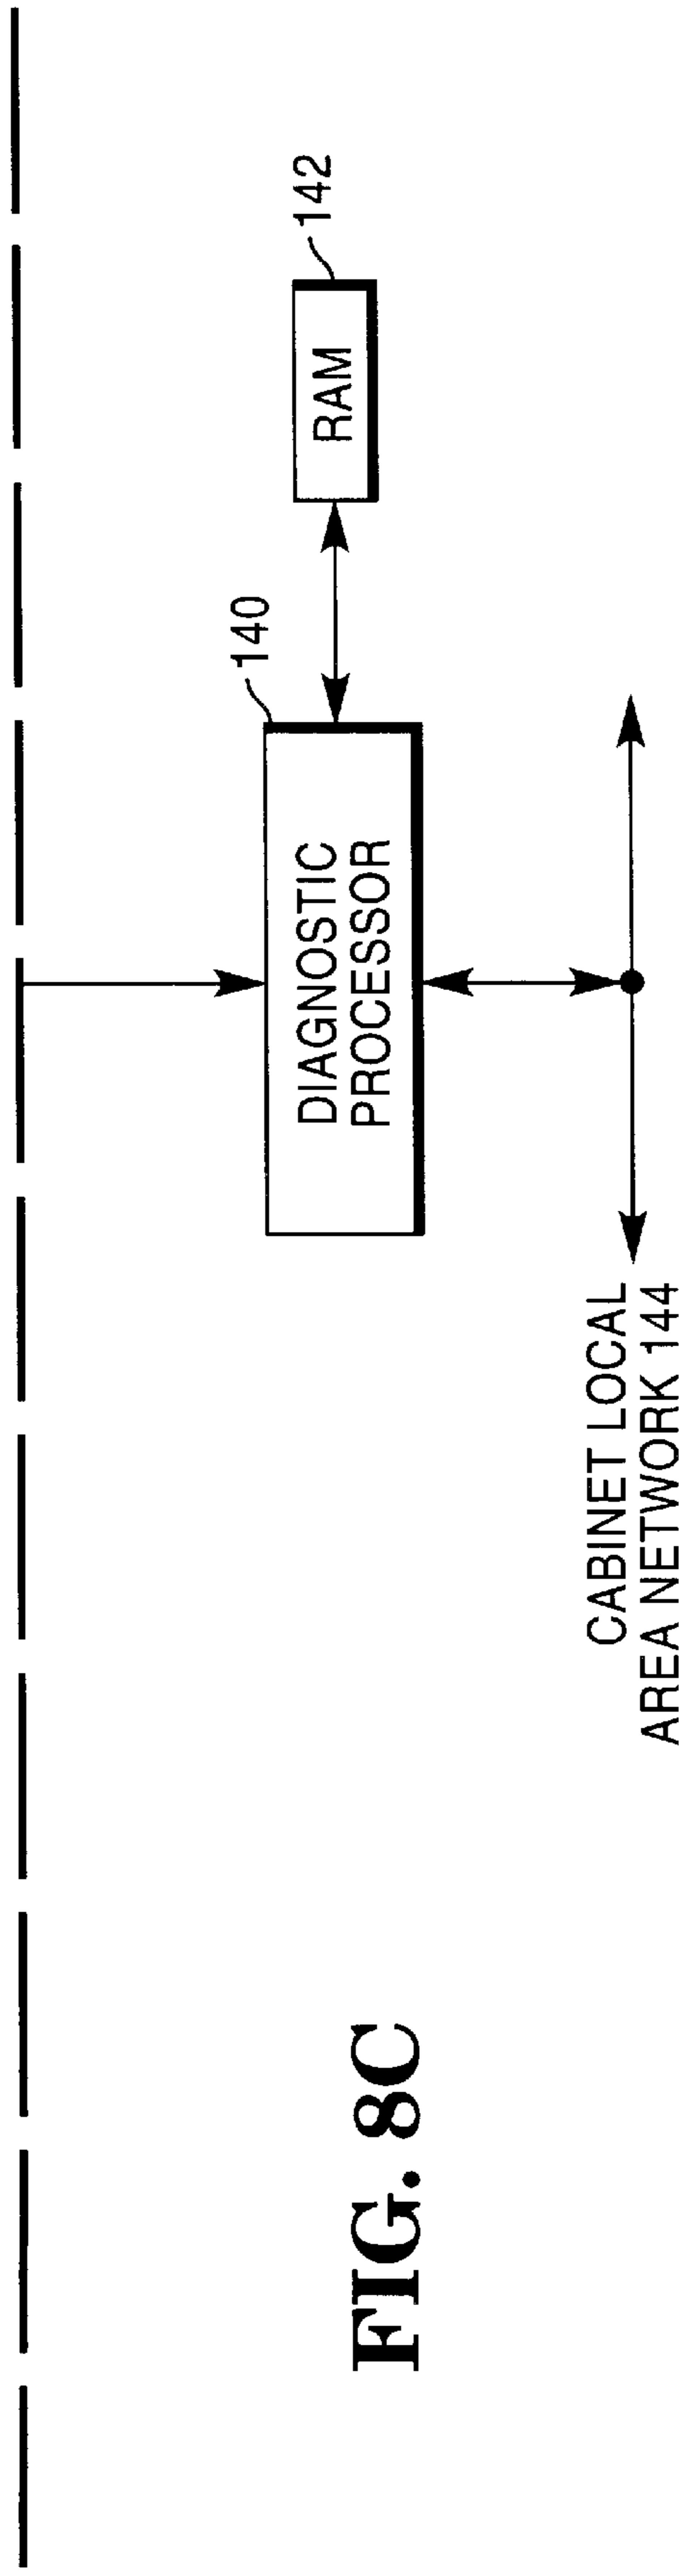 142
RAM
140
DIAGNOSTIC
PROCESSOR
CABINET LOCAL
AREA NETWORK 144
FIG. 8C